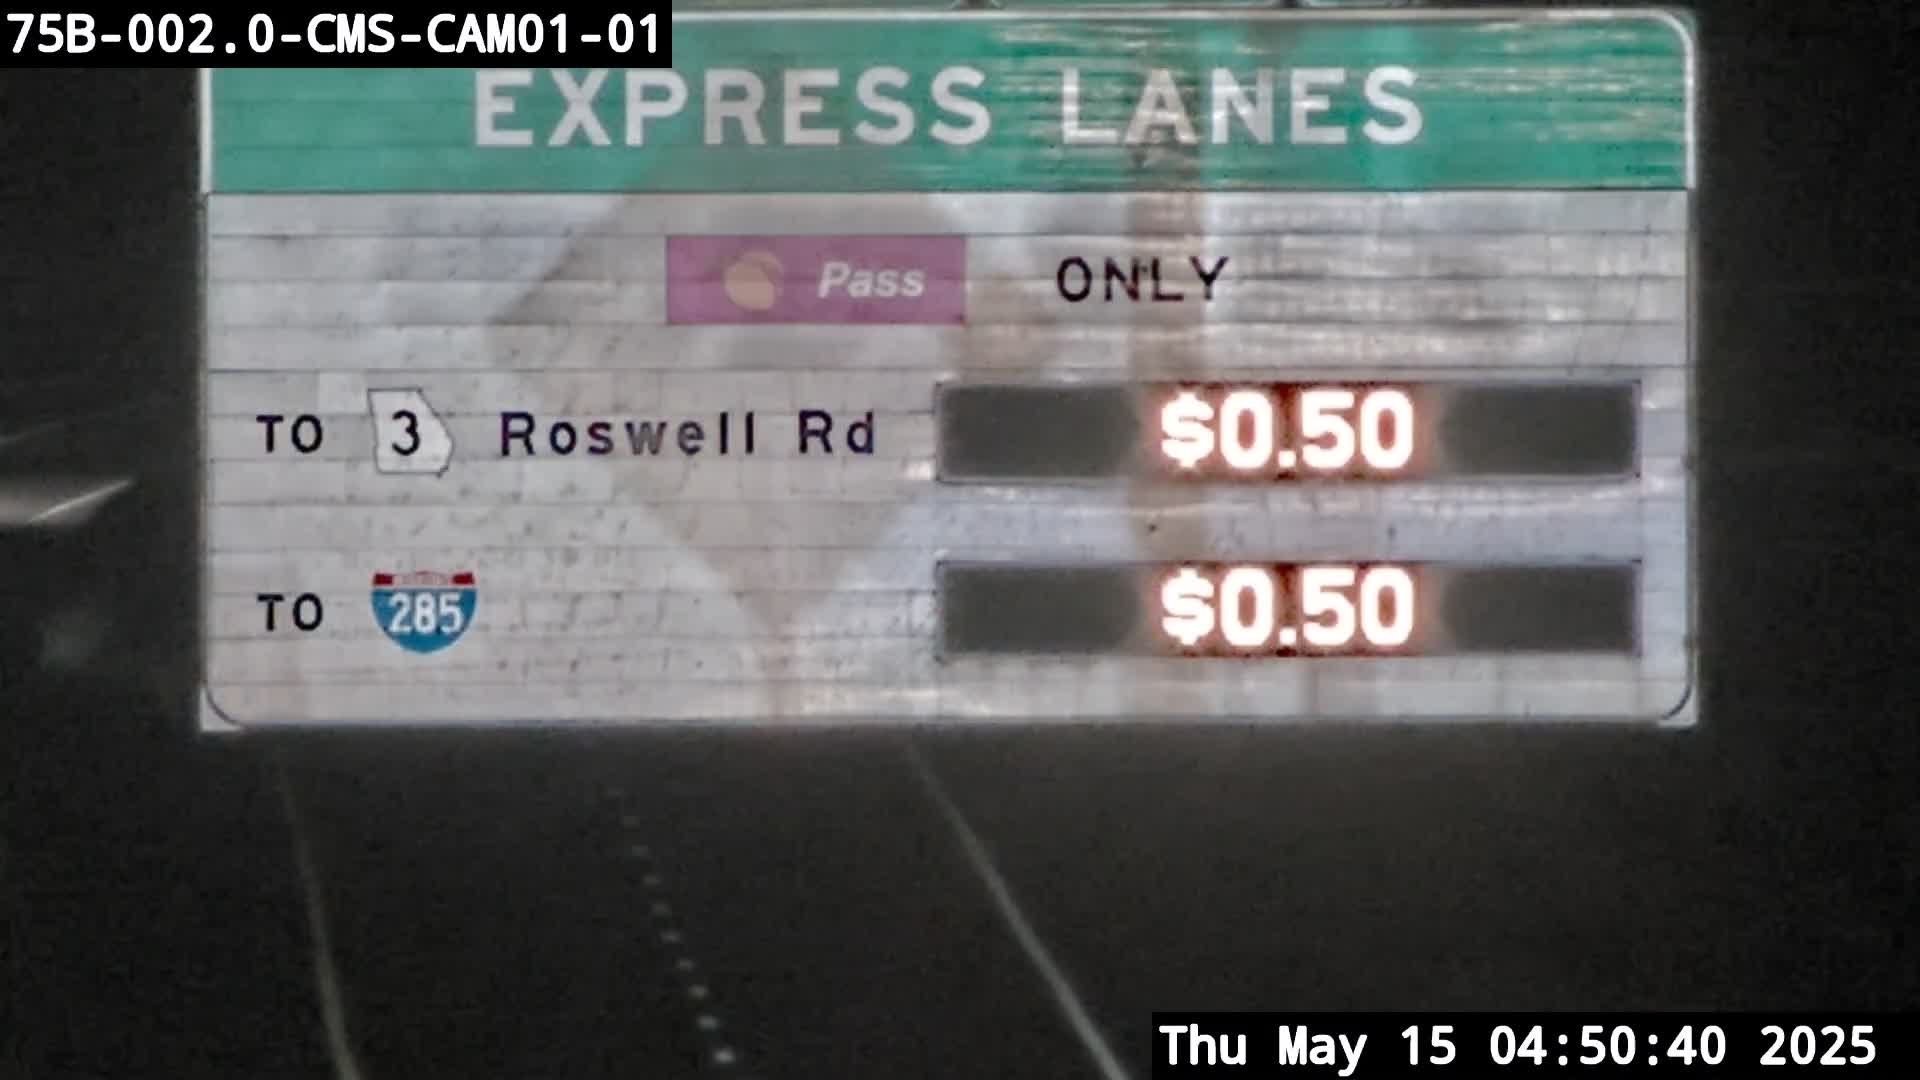 75B-002.0-CMS-CAM01-01
EXPRESS LANES
Pass ONLY
TO 3 Roswell Rd $0.50
TO 285 $0.50
Thu May 15 04:50:40 2025